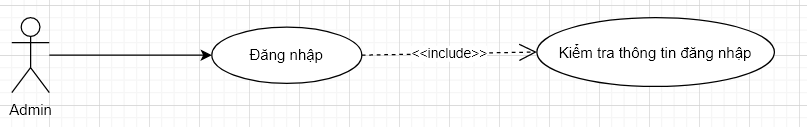 Đăng nhập
<<include>>
Kiểm tra thông tin đăng nhập
Admin